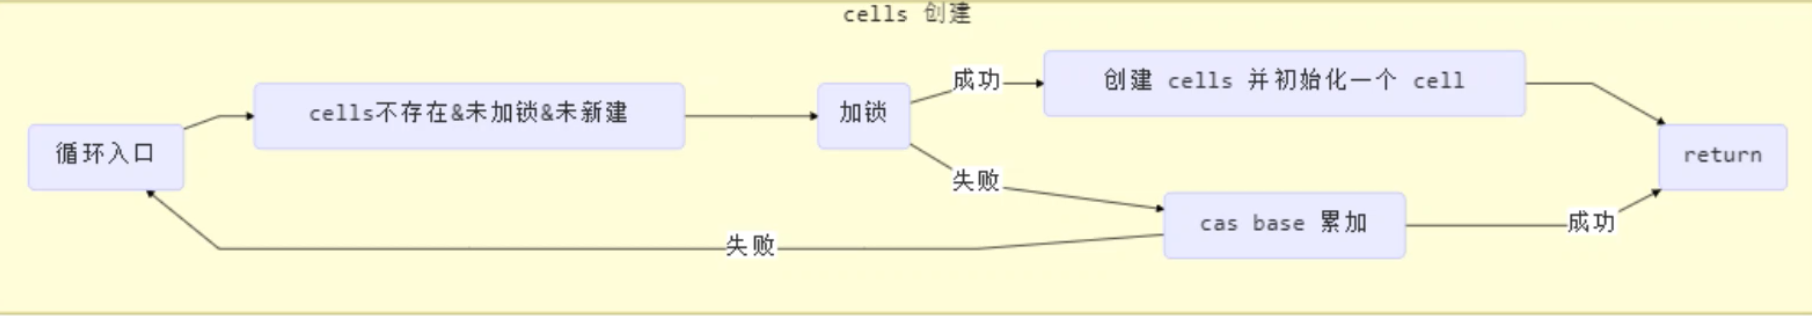 cells 创建
循环入口
cells不存在&未加锁&未新建
加锁
成功
创建 cells 并初始化一个 cell
失败
cas base 累加
成功
return
失败